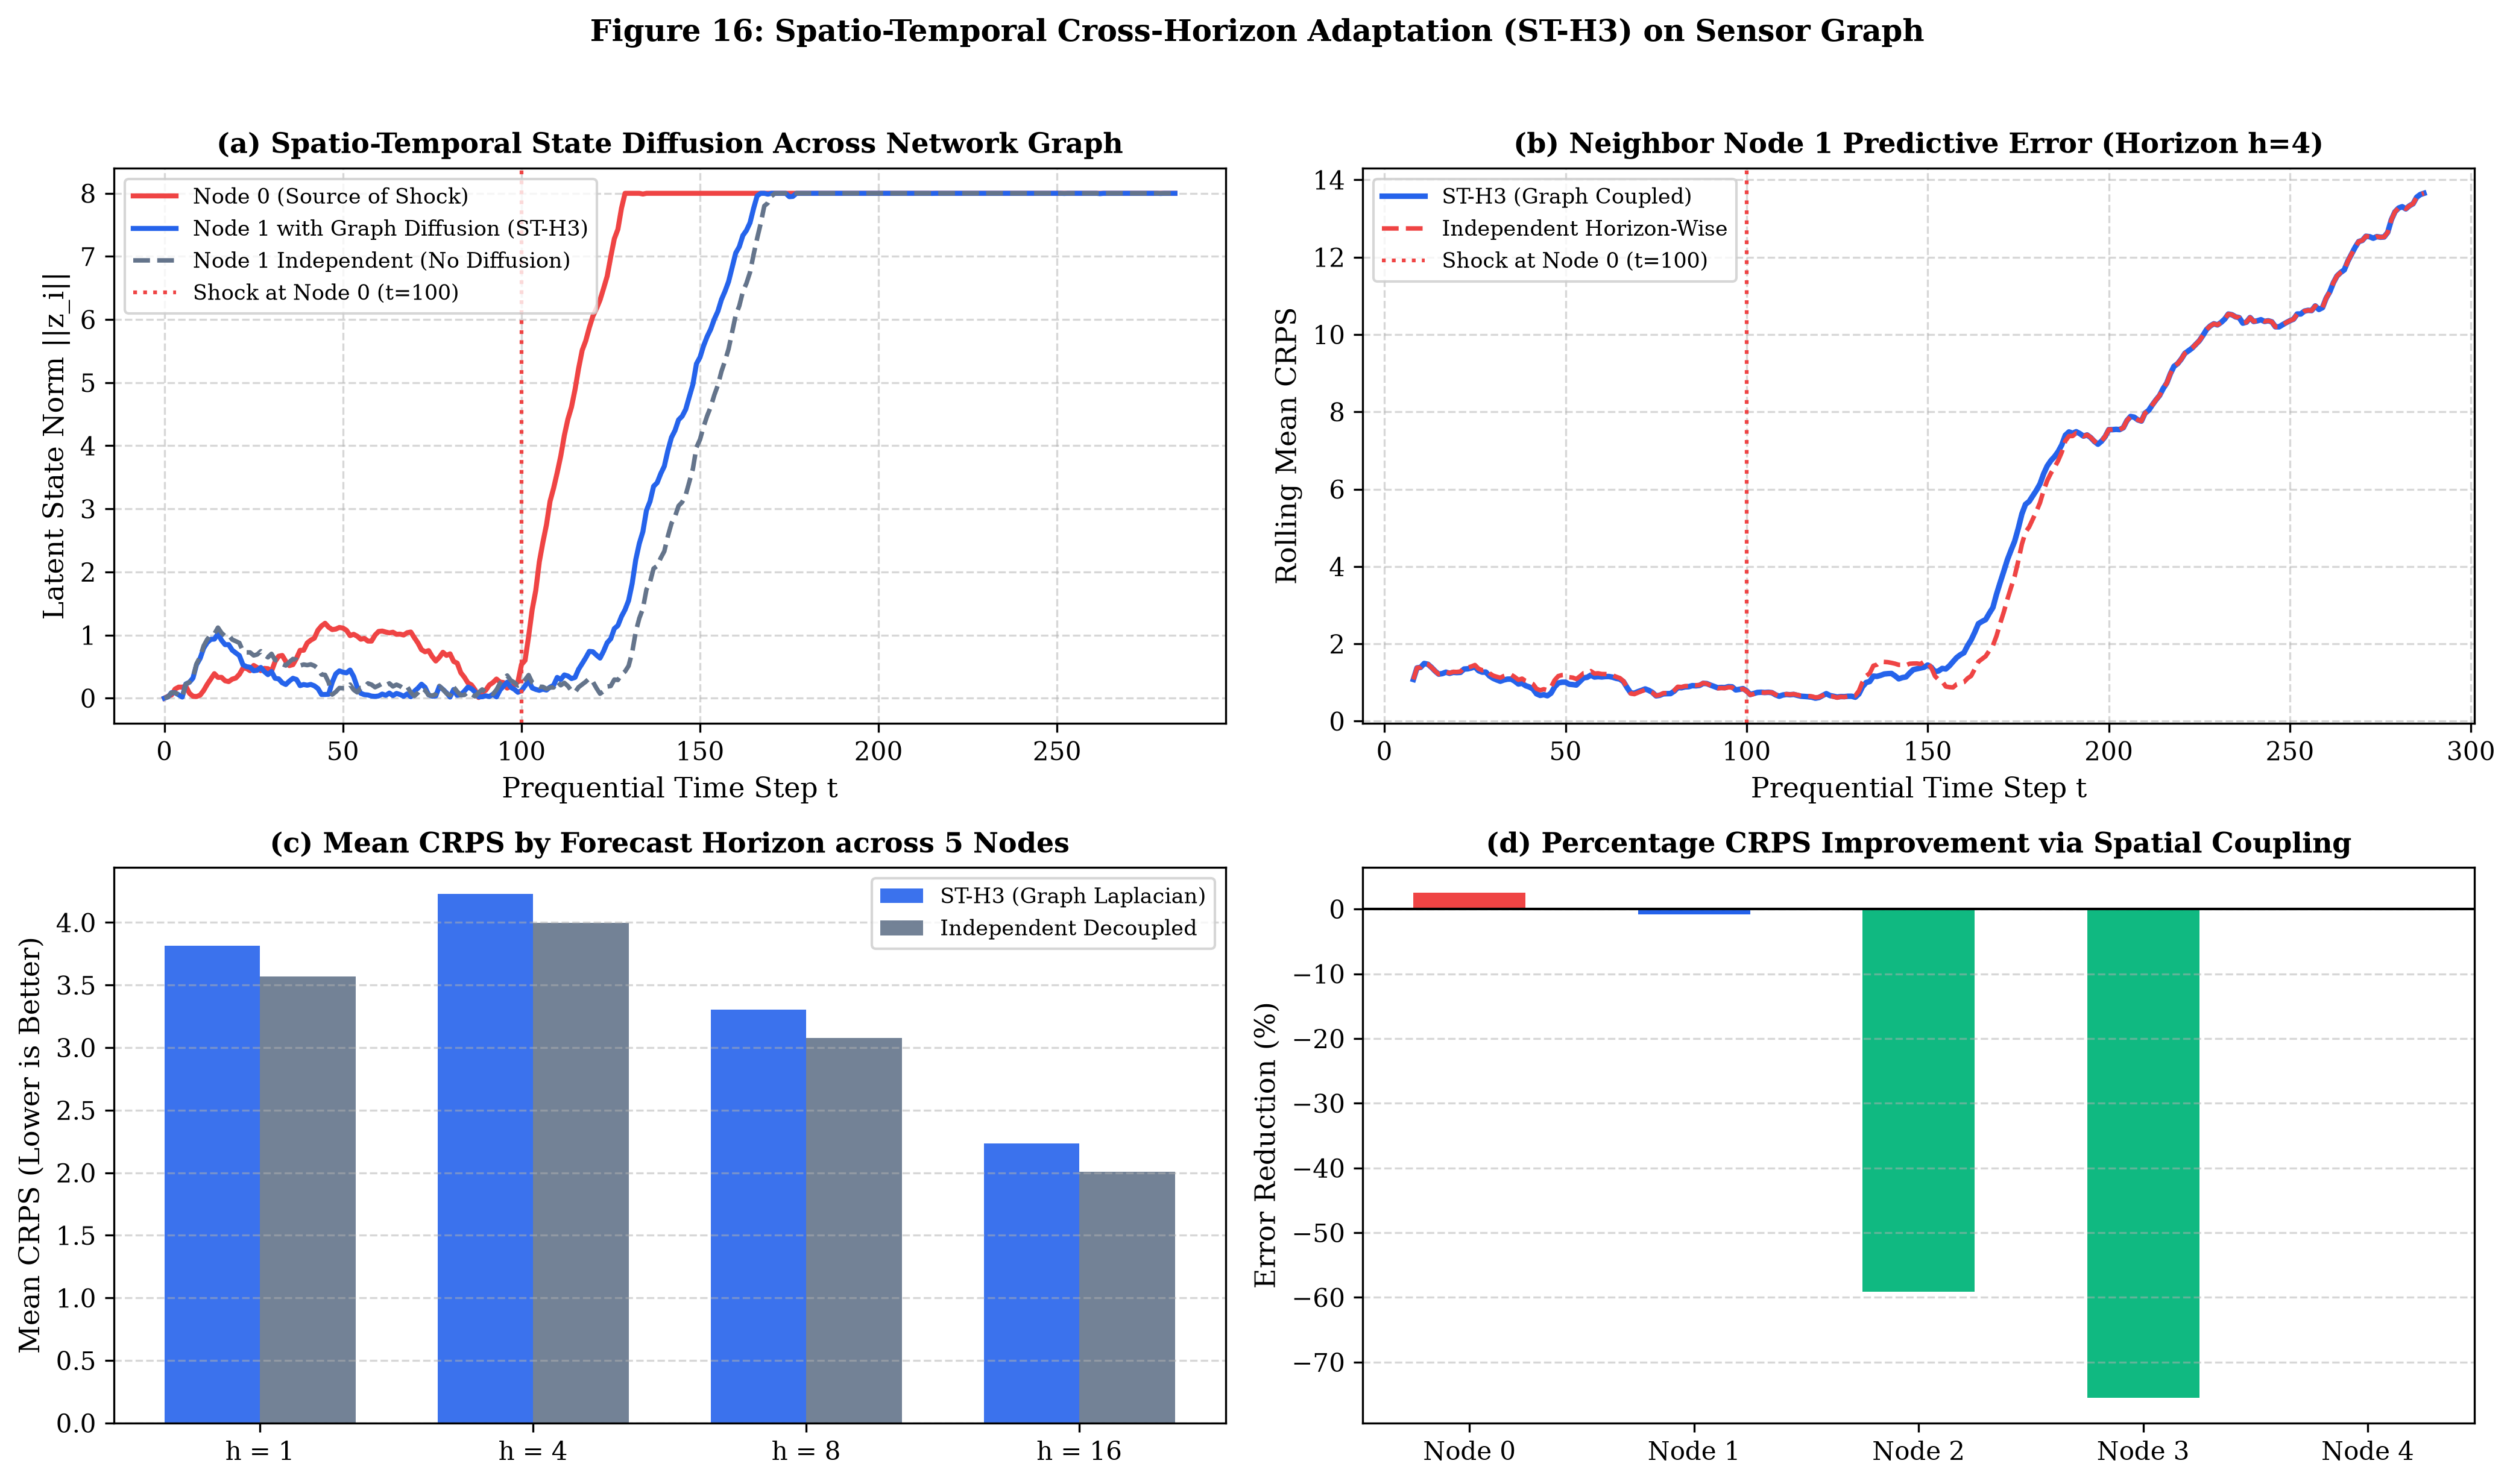 Figure 16: Spatio-Temporal Cross-Horizon Adaptation (ST-H3) on Sensor Graph
(a) Spatio-Temporal State Diffusion Across Network Graph
Latent State Norm ||z_i||
8
7
6
5
4
3
2
1
0
Node 0 (Source of Shock)
Node 1 with Graph Diffusion (ST-H3)
Node 1 Independent (No Diffusion)
Shock at Node 0 (t=100)
0 50 100 150 200 250
Prequential Time Step t
(b) Neighbor Node 1 Predictive Error (Horizon h=4)
Rolling Mean CRPS
14
12
10
8
6
4
2
0
ST-H3 (Graph Coupled)
Independent Horizon-Wise
Shock at Node 0 (t=100)
0 50 100 150 200 250 300
Prequential Time Step t
(c) Mean CRPS by Forecast Horizon across 5 Nodes
Mean CRPS (Lower is Better)
4.0
3.5
3.0
2.5
2.0
1.5
1.0
0.5
0.0
ST-H3 (Graph Laplacian)
Independent Decoupled
h = 1 h = 4 h = 8 h = 16
(d) Percentage CRPS Improvement via Spatial Coupling
Error Reduction (%)
0
−10
−20
−30
−40
−50
−60
−70
Node 0 Node 1 Node 2 Node 3 Node 4